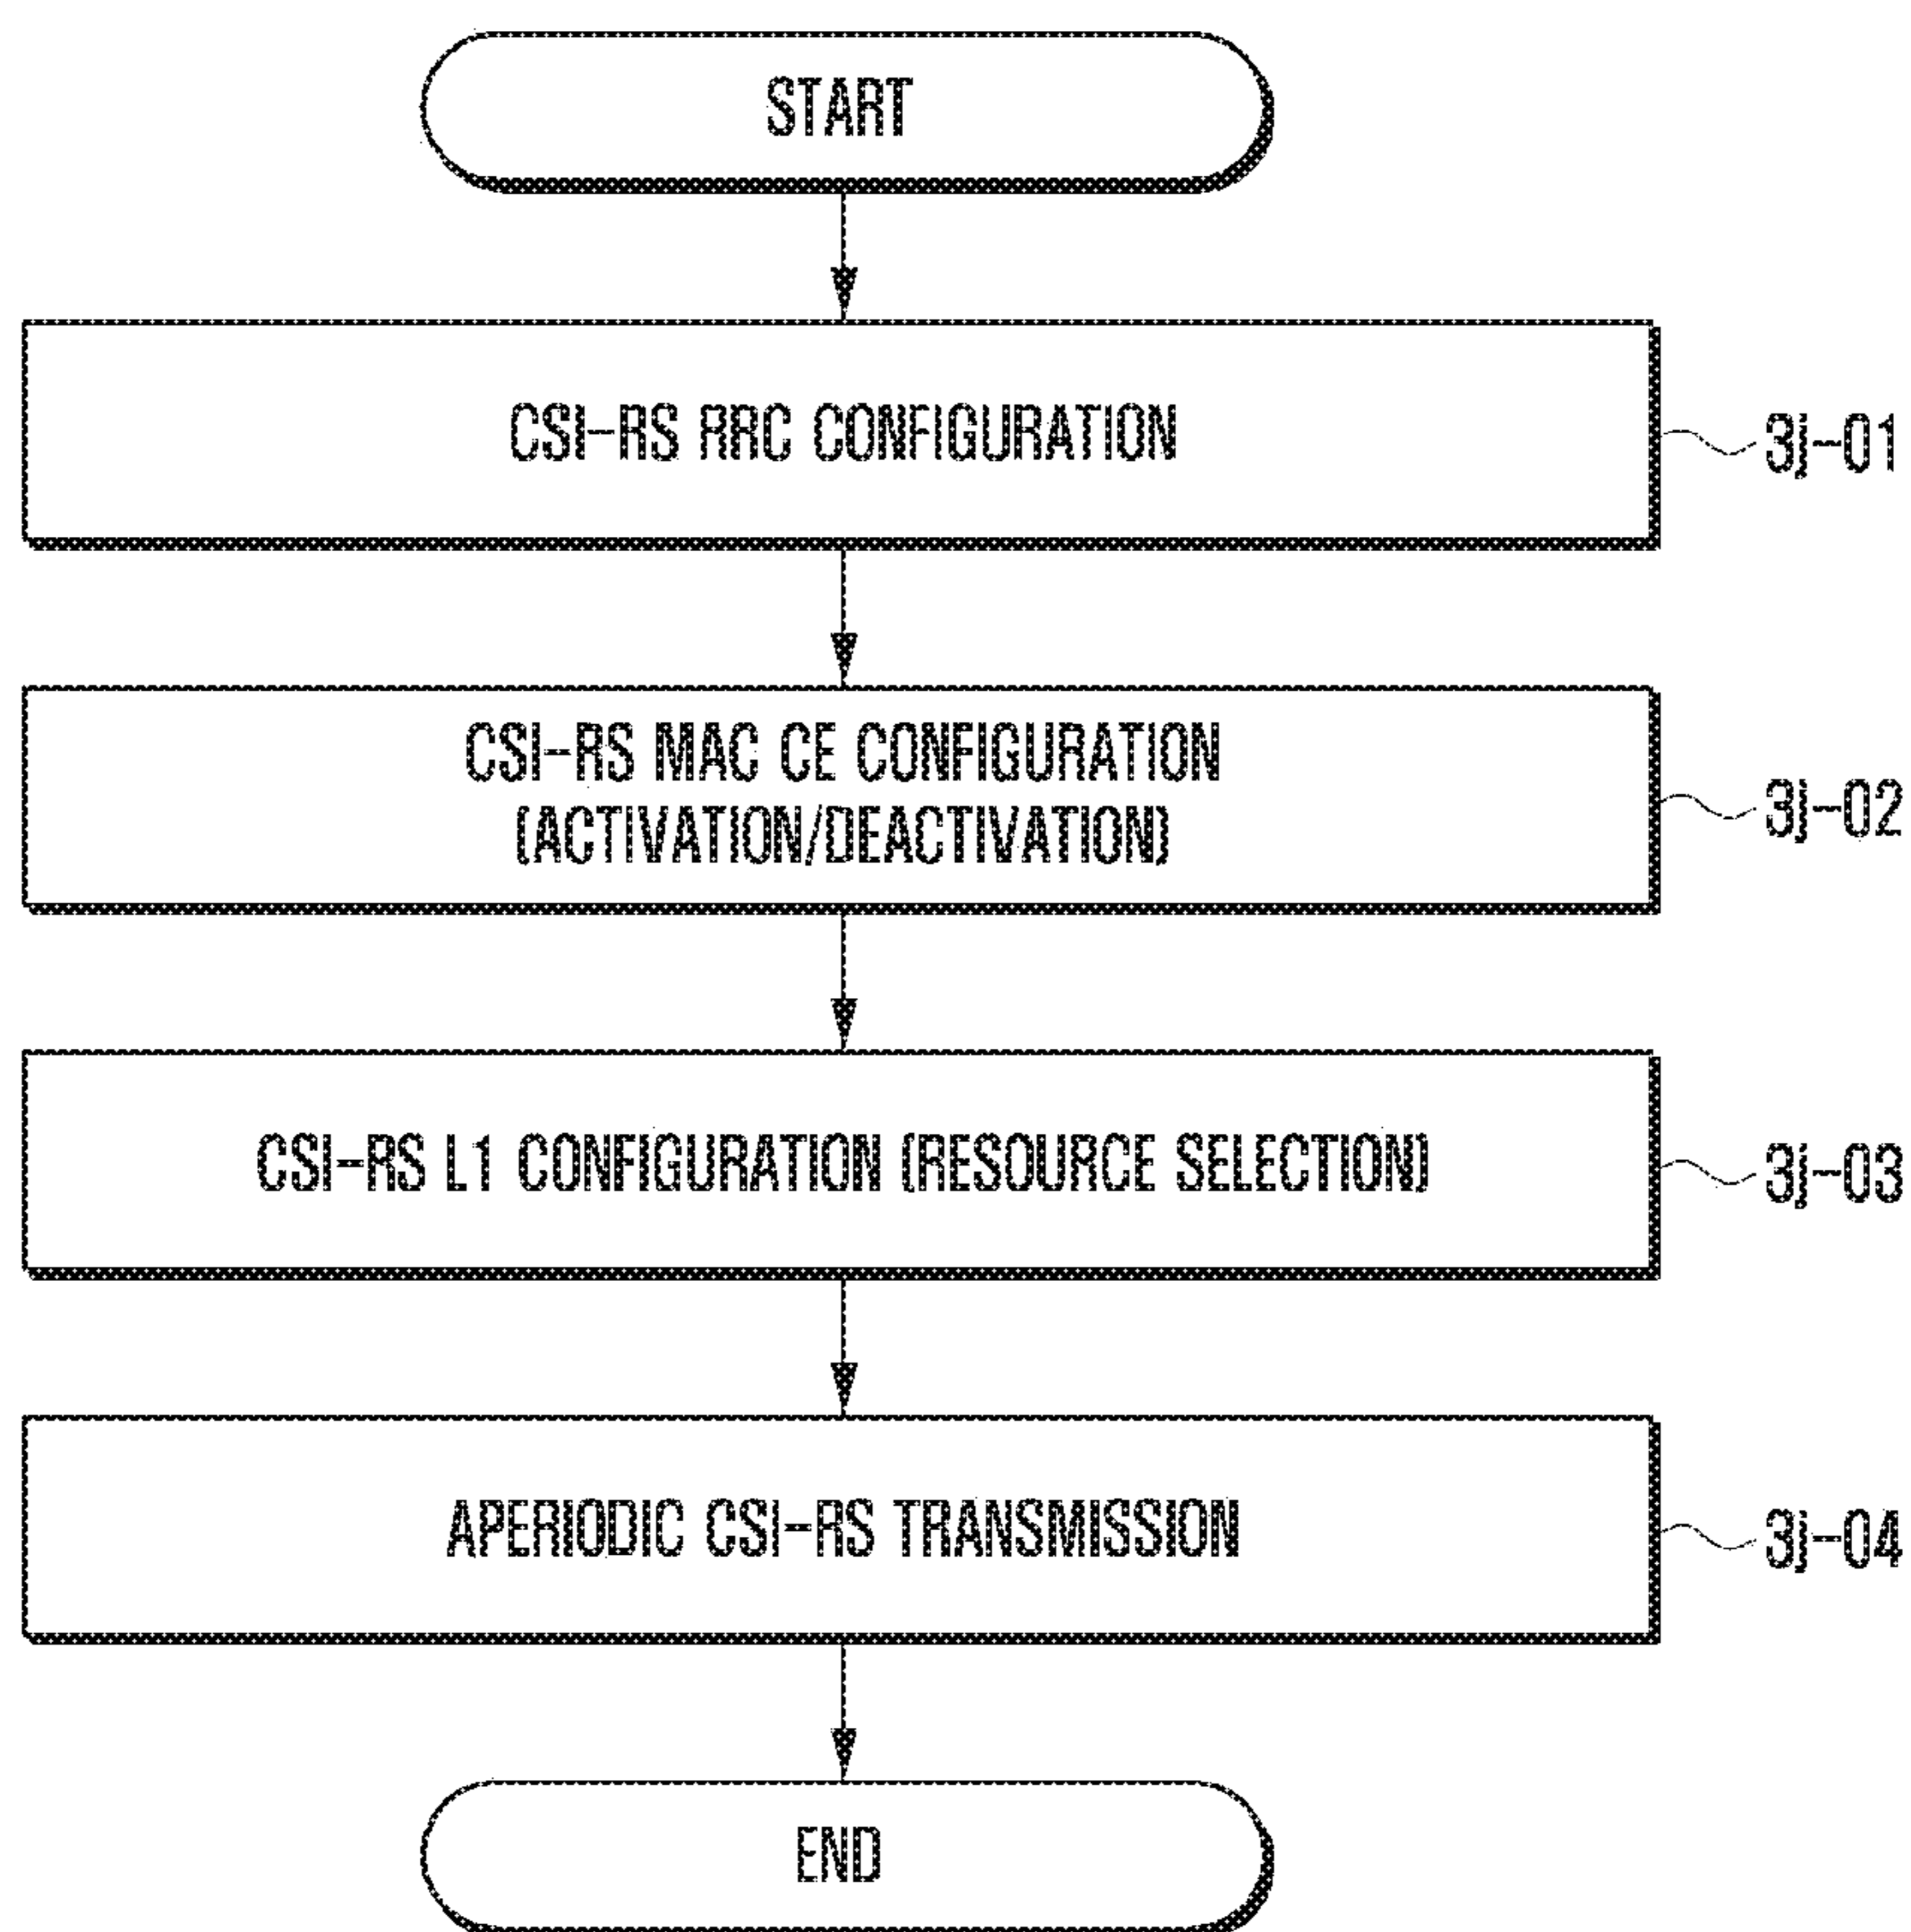 START
CSI-RS RRC CONFIGURATION
3j-01
CSI-RS MAC CE CONFIGURATION
(ACTIVATION/DEACTIVATION)
3j-02
CSI-RS L1 CONFIGURATION (RESOURCE SELECTION)
3j-03
APERIODIC CSI-RS TRANSMISSION
3j-04
END